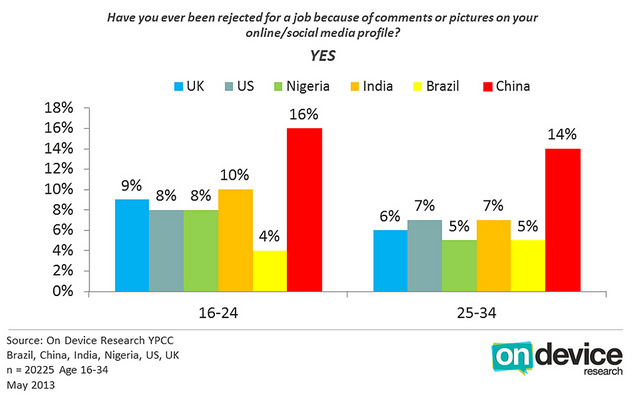 Have you ever been rejected for a job because of comments or pictures on your
online/social media profile?
YES
UK US Nigeria India Brazil China
18%
16%
14%
12%
10%
8%
6%
4%
2%
0%
9%
8%
8%
10%
4%
16%
6%
7%
5%
7%
5%
14%
16-24
25-34
Source: On Device Research YPCC
Brazil, China, India, Nigeria, US, UK
n = 20225 Age 16-34
May 2013
on device
research